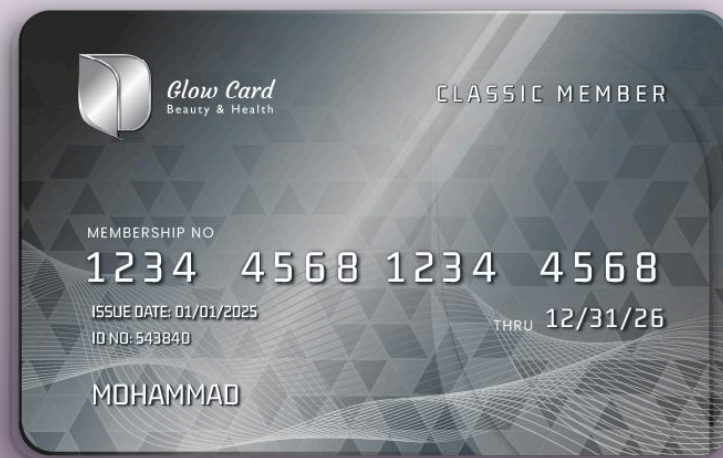 Glow Card
Beauty & Health
CLASSIC MEMBER
MEMBERSHIP NO
1234 4568 1234 4568
ISSUE DATE: 01/01/2025
THRU 12/31/26
ID NO: 543840
MOHAMMAD